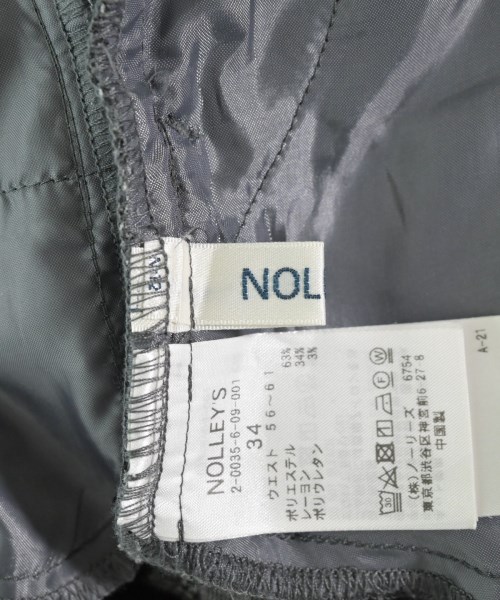 NOL
NOLLEY'S
2-0035-6-09-001
34
ウエスト 56~61
ポリエステル 63%
レーヨン 34%
ポリウレタン 3%
30
F
W
(株)ノーリーズ 6754
東京都渋谷区神宮前6-27-8
中国製
A-21